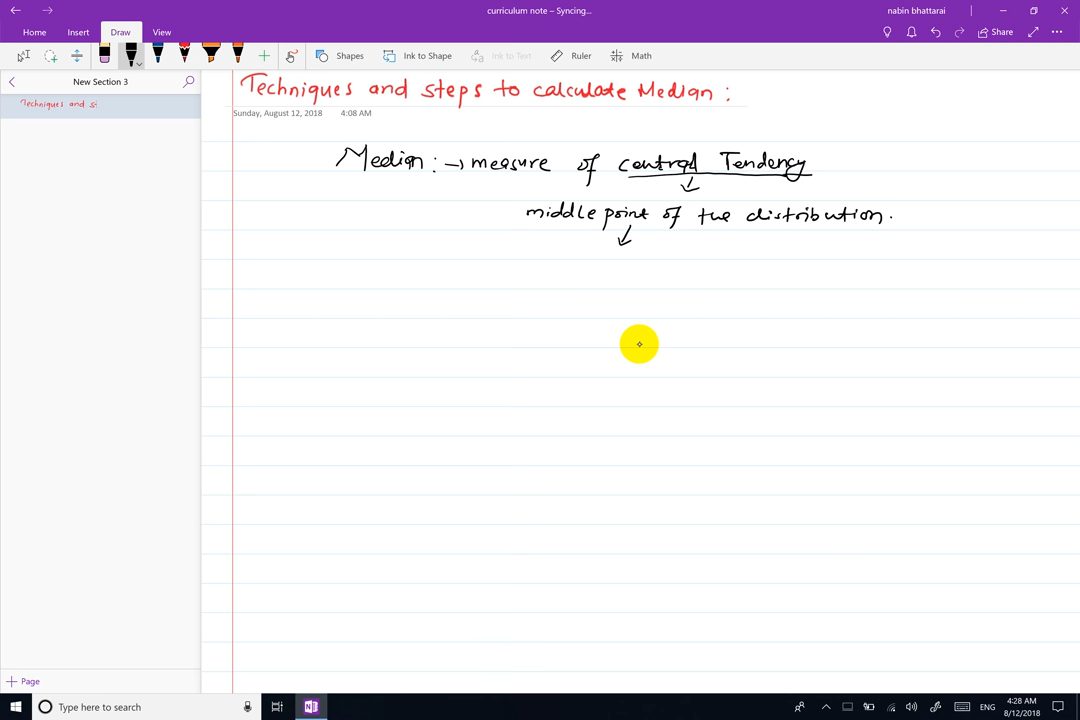 curriculum note – Syncing...
nabin bhattarai
Home Insert Draw View
Share
Shapes Ink to Shape Ink to Text Ruler Math
New Section 3
Techniques and st
Techniques and steps to calculate Median :
Sunday, August 12, 2018 4:08 AM
Median : → measure of central Tendency
middle point of the distribution.
Page
Type here to search
ENG
4:28 AM
8/12/2018